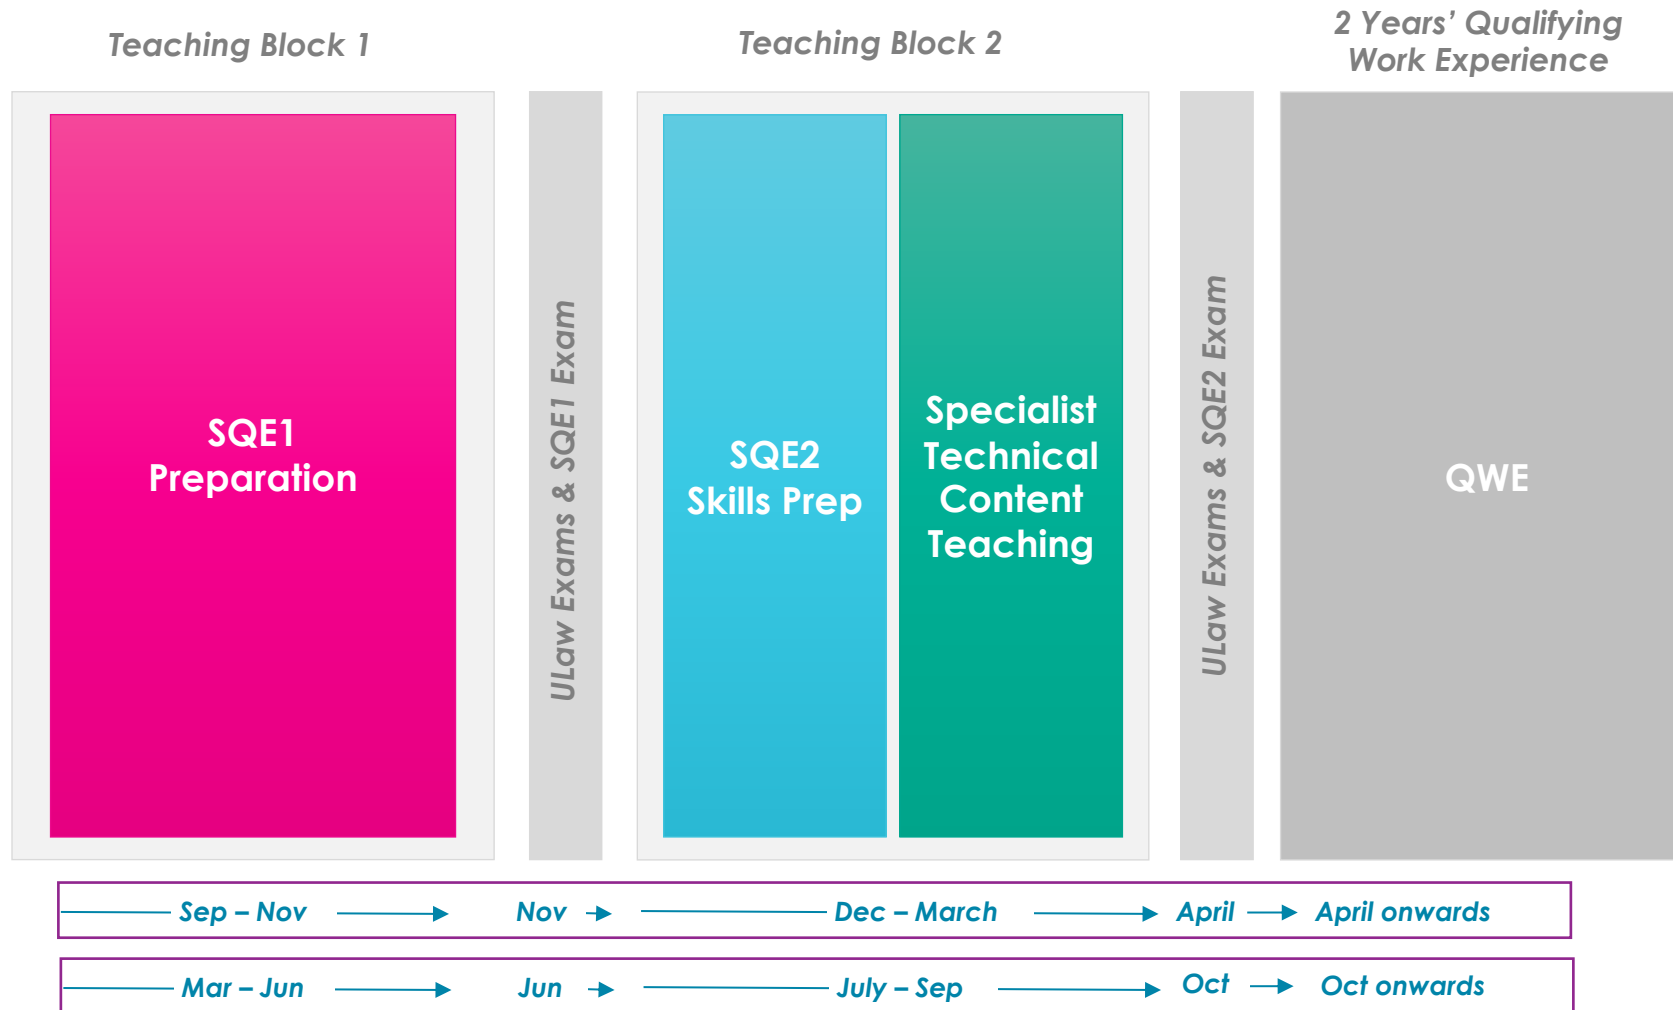 Teaching Block 1
Teaching Block 2
2 Years’ Qualifying
Work Experience
SQE1
Preparation
ULaw Exams & SQE1 Exam
SQE2
Skills Prep
Specialist
Technical
Content
Teaching
ULaw Exams & SQE2 Exam
QWE
Sep – Nov Nov Dec – March April April onwards
Mar – Jun Jun July – Sep Oct Oct onwards